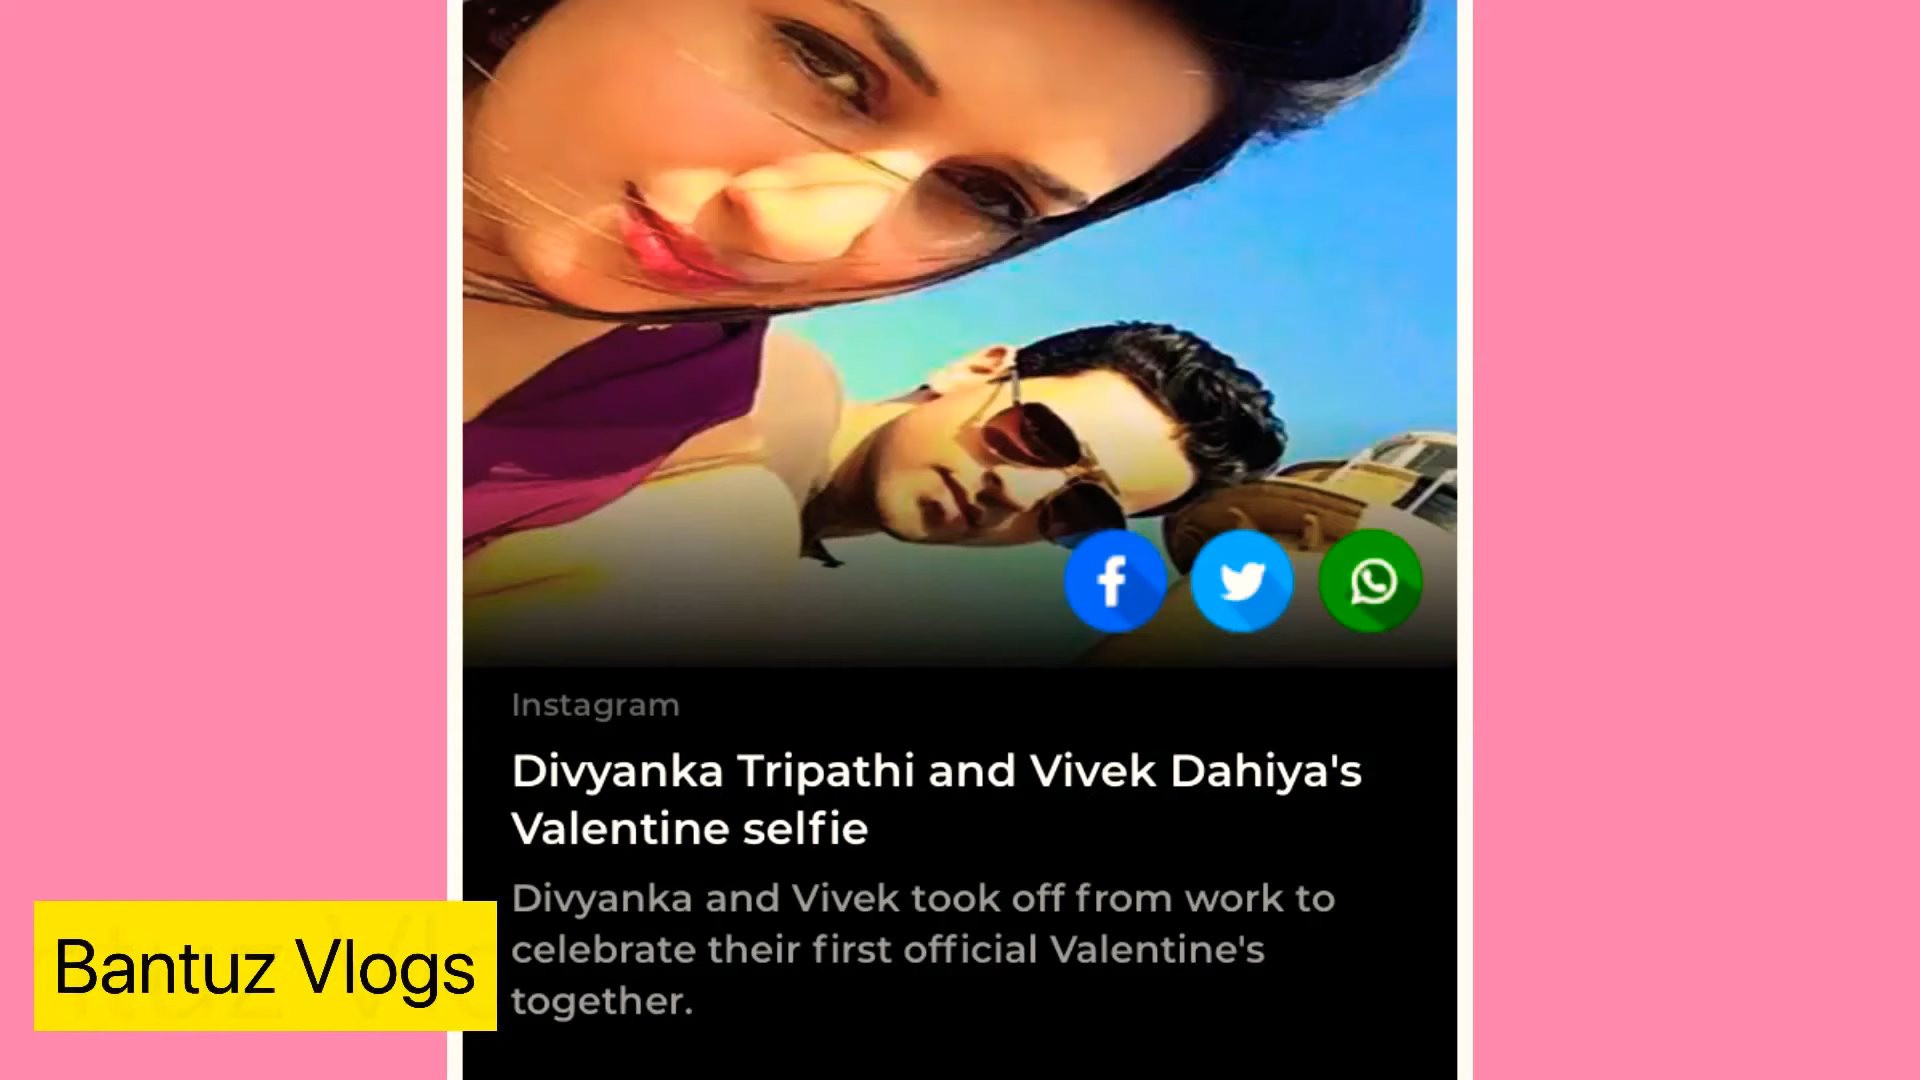 Instagram
Divyanka Tripathi and Vivek Dahiya's
Valentine selfie
Divyanka and Vivek took off from work to
celebrate their first official Valentine's
together.
Bantuz Vlogs